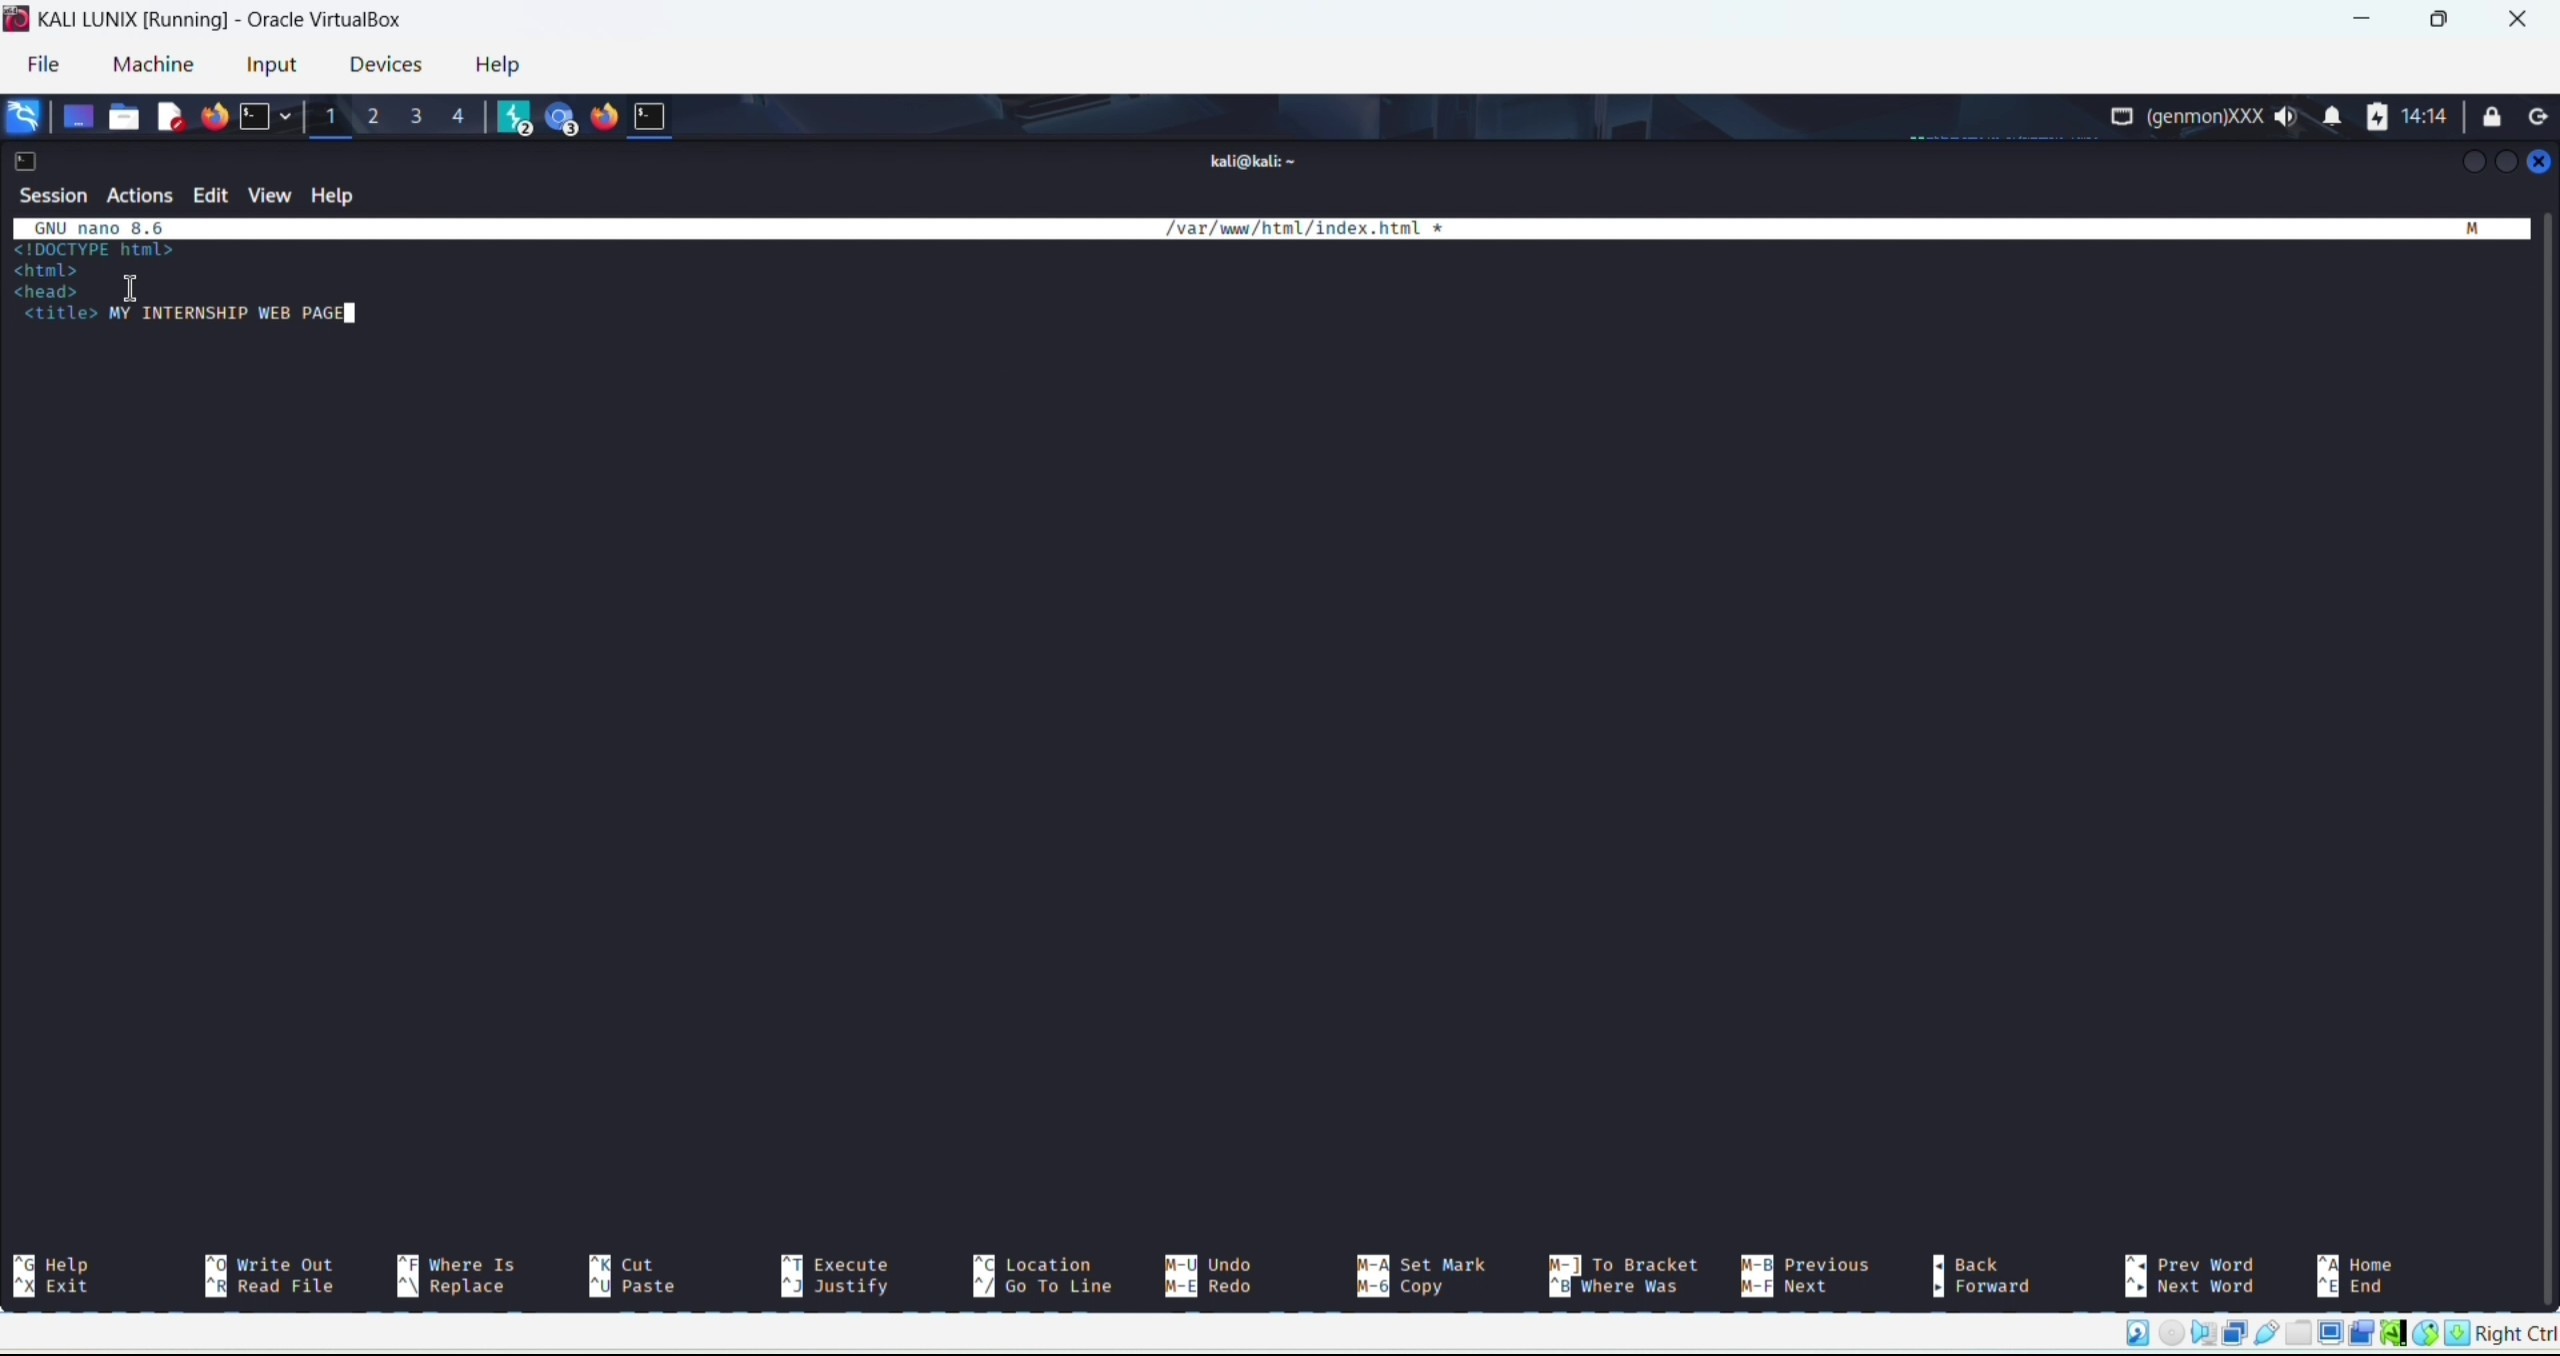 KALI LUNIX [Running] - Oracle VirtualBox
File Machine Input Devices Help
1 2 3 4 2 3 (genmon)XXX 14:14
kali@kali: ~
Session Actions Edit View Help
GNU nano 8.6 /var/www/html/index.html * M
<!DOCTYPE html>
<html>
<head>
<title> MY INTERNSHIP WEB PAGE
^G Help ^O Write Out ^F Where Is ^K Cut ^T Execute ^C Location M-U Undo M-A Set Mark M-] To Bracket M-B Previous ◂ Back ^◂ Prev Word ^A Home
^X Exit ^R Read File ^\ Replace ^U Paste ^J Justify ^/ Go To Line M-E Redo M-6 Copy ^B Where Was M-F Next ▸ Forward ^▸ Next Word ^E End
Right Ctrl